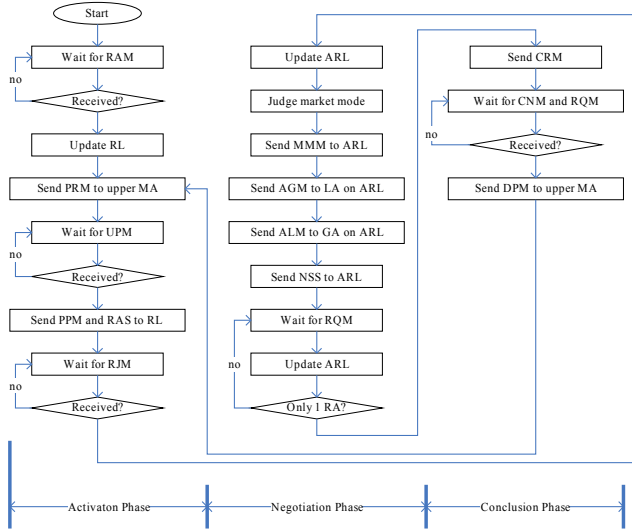 Start
Wait for RAM
no
Received?
Update RL
Send PRM to upper MA
Wait for UPM
no
Received?
Send PPM and RAS to RL
Wait for RJM
no
Received?
Update ARL
Judge market mode
Send MMM to ARL
Send AGM to LA on ARL
Send ALM to GA on ARL
Send NSS to ARL
Wait for RQM
no
Update ARL
Only 1 RA?
Send CRM
Wait for CNM and RQM
no
Received?
Send DPM to upper MA
Activaton Phase
Negotiation Phase
Conclusion Phase